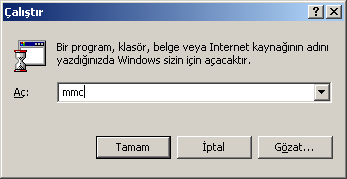 Çalıştır
Bir program, klasör, belge veya Internet kaynağının adını
yazdığınızda Windows sizin için açacaktır.
Aç: mmc
Tamam İptal Gözat...